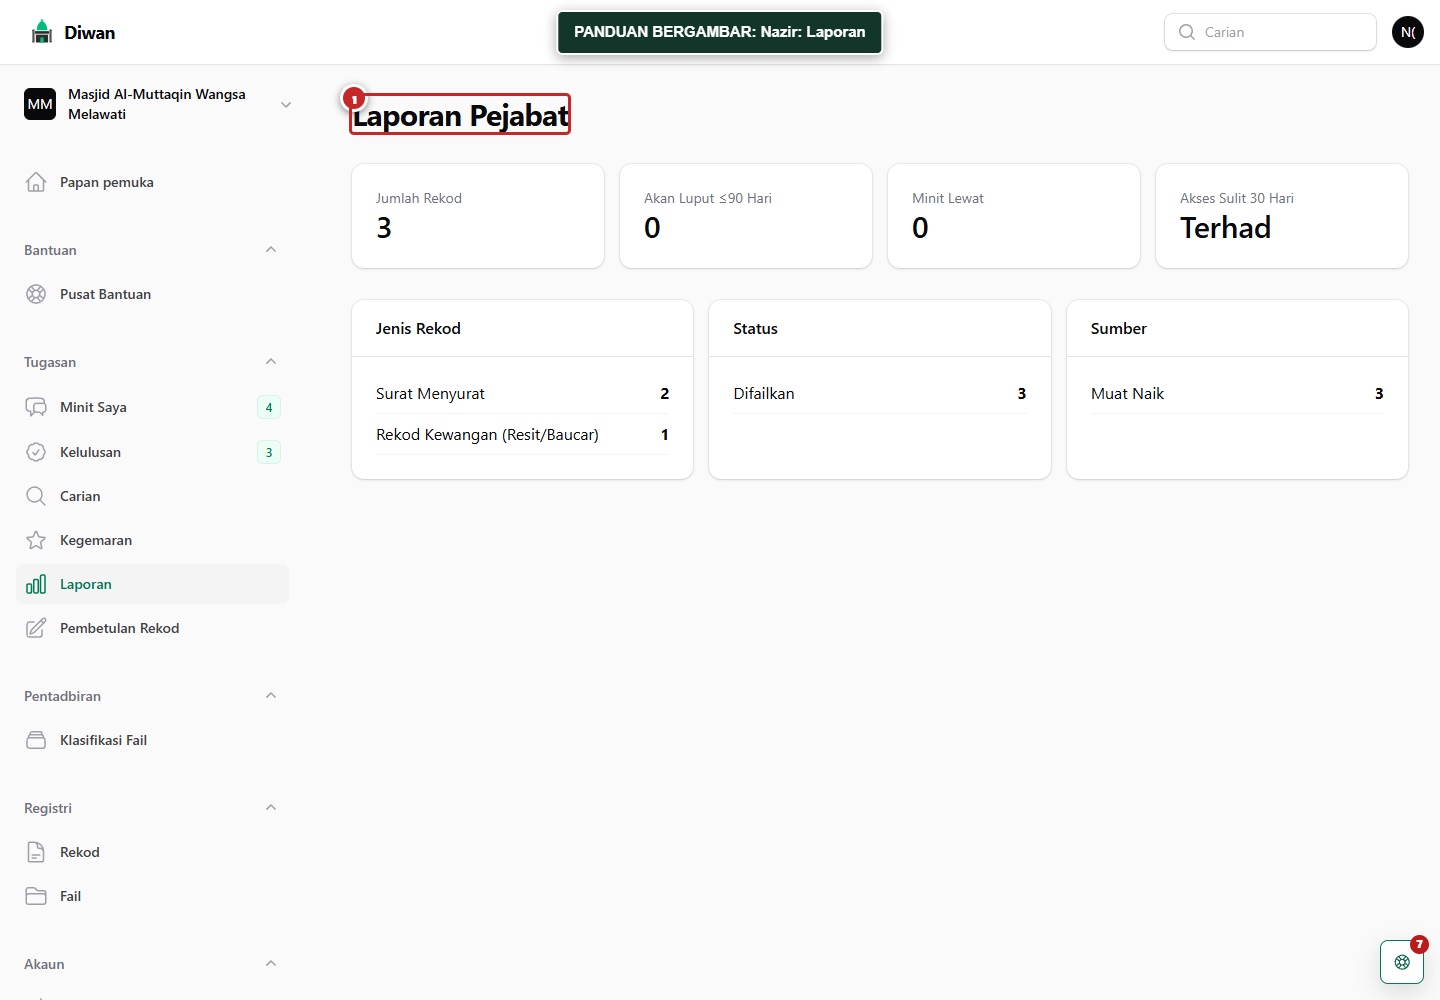 Diwan
PANDUAN BERGAMBAR: Nazir: Laporan
Carian
N(
MM
Masjid Al-Muttaqin Wangsa
Melawati
Papan pemuka
Bantuan
Pusat Bantuan
Tugasan
Minit Saya
4
Kelulusan
3
Carian
Kegemaran
Laporan
Pembetulan Rekod
Pentadbiran
Klasifikasi Fail
Registri
Rekod
Fail
Akaun
1
Laporan Pejabat
Jumlah Rekod
3
Akan Luput ≤90 Hari
0
Minit Lewat
0
Akses Sulit 30 Hari
Terhad
Jenis Rekod
Surat Menyurat 2
Rekod Kewangan (Resit/Baucar) 1
Status
Difailkan 3
Sumber
Muat Naik 3
7